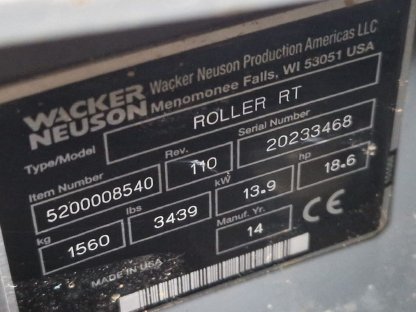 WACKER
NEUSON
Wacker Neuson Production Americas LLC
Menomonee Falls, WI 53051 USA
Type/Model
ROLLER RT
Item Number
5200008540
Rev.
110
Serial Number
20233468
kg
1560
lbs
3439
kW
13.9
hp
18.6
Manuf. Yr.
14
CE
MADE IN USA